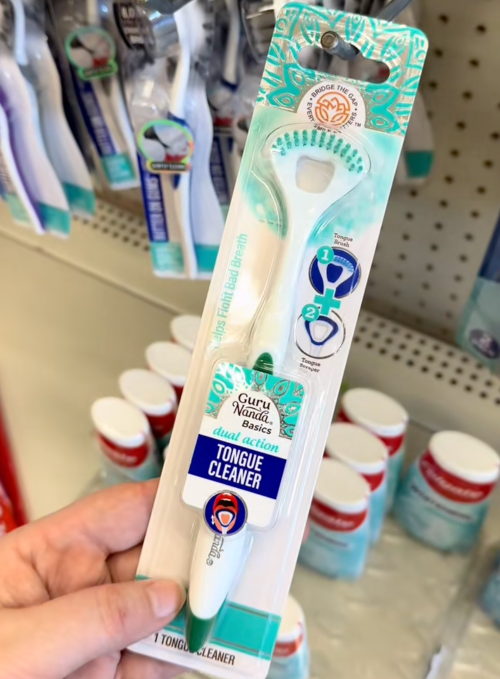 BRIDGE THE GAP
Tongue
Brush
1
+
2
Tongue
Scraper
Helps Fight Bad Breath
Guru
Nanda
Basics
dual action
TONGUE
CLEANER
1 TONGUE CLEANER